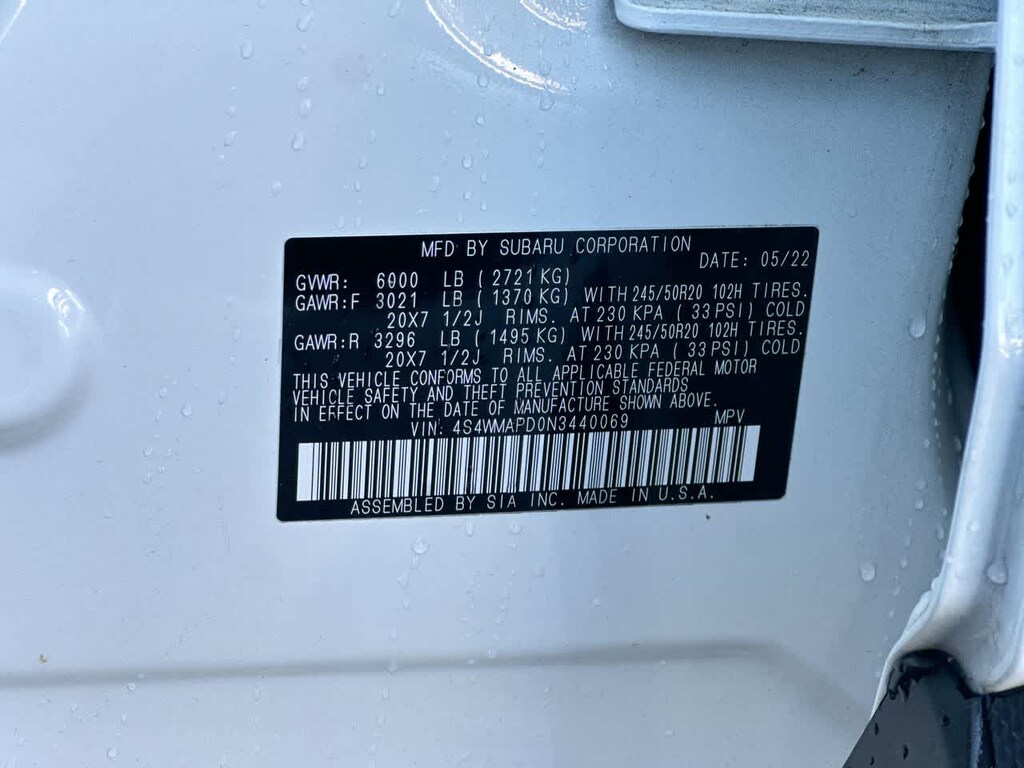 MFD BY SUBARU CORPORATION DATE: 05/22
GVWR: 6000 LB ( 2721 KG)
GAWR:F 3021 LB ( 1370 KG) WITH 245/50R20 102H TIRES.
20X7 1/2J RIMS. AT 230 KPA ( 33 PSI) COLD
GAWR:R 3296 LB ( 1495 KG) WITH 245/50R20 102H TIRES.
20X7 1/2J RIMS. AT 230 KPA ( 33 PSI) COLD
THIS VEHICLE CONFORMS TO ALL APPLICABLE FEDERAL MOTOR
VEHICLE SAFETY AND THEFT PREVENTION STANDARDS
IN EFFECT ON THE DATE OF MANUFACTURE SHOWN ABOVE.
VIN: 4S4WMAPD0N3440069 MPV
ASSEMBLED BY SIA INC. MADE IN U.S.A.